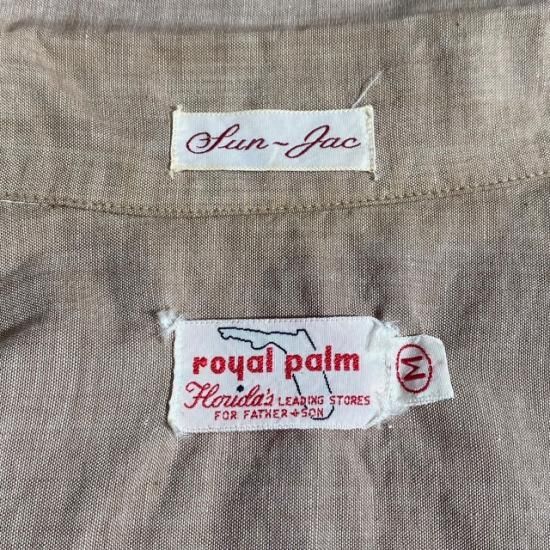 Sun~Jac
royal palm
Florida's LEADING STORES
FOR FATHER & SON
M